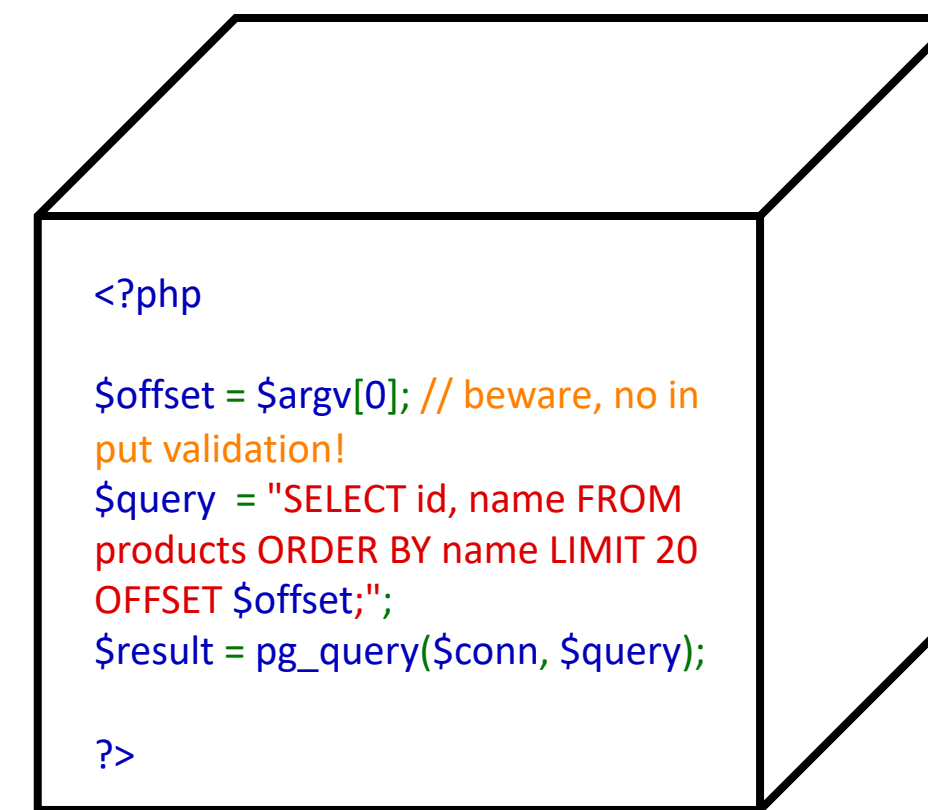 <?php
$offset = $argv[0]; // beware, no in
put validation!
$query  = "SELECT id, name FROM
products ORDER BY name LIMIT 20
OFFSET $offset;";
$result = pg_query($conn, $query);
?>